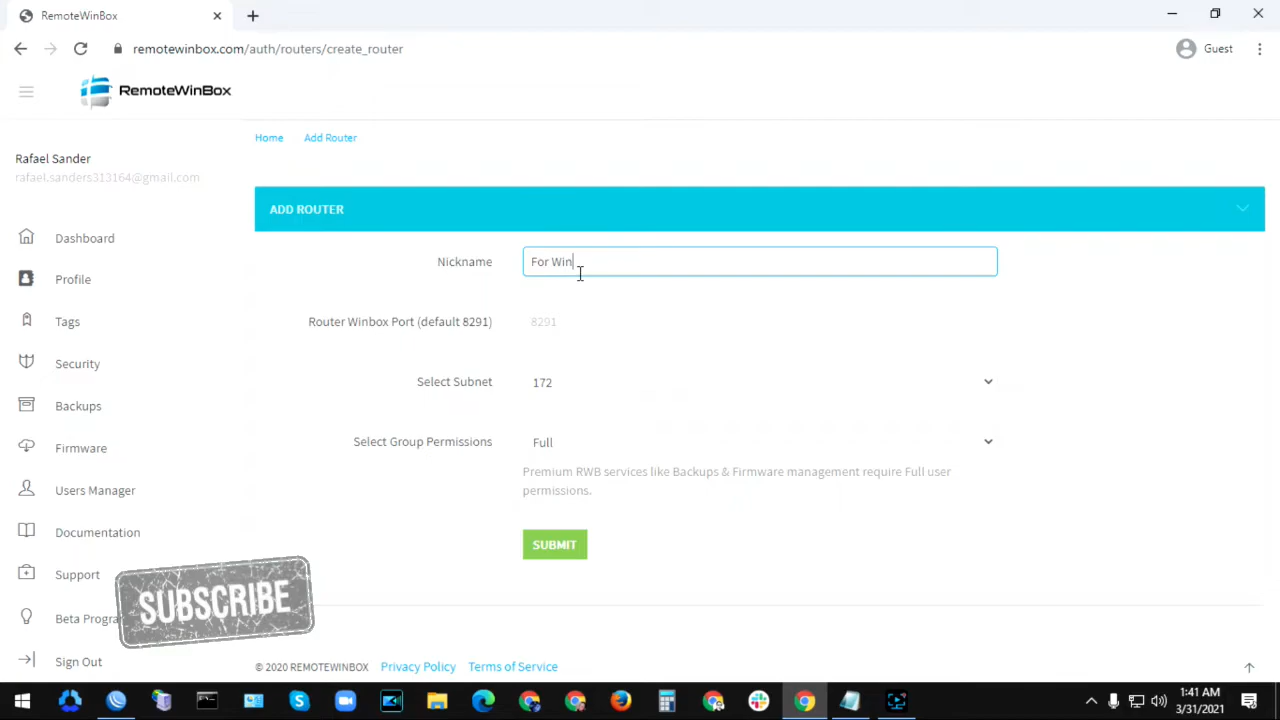 RemoteWinBox
remotewinbox.com/auth/routers/create_router
Guest
RemoteWinBox
Home Add Router
Rafael Sander
rafael.sanders313164@gmail.com
ADD ROUTER
Dashboard
Profile
Tags
Security
Backups
Firmware
Users Manager
Documentation
Support
Beta Progra
Sign Out
Nickname For Win
Router Winbox Port (default 8291) 8291
Select Subnet 172
Select Group Permissions Full
Premium RWB services like Backups & Firmware management require Full user
permissions.
SUBMIT
SUBSCRIBE
© 2020 REMOTEWINBOX Privacy Policy Terms of Service
1:41 AM
3/31/2021